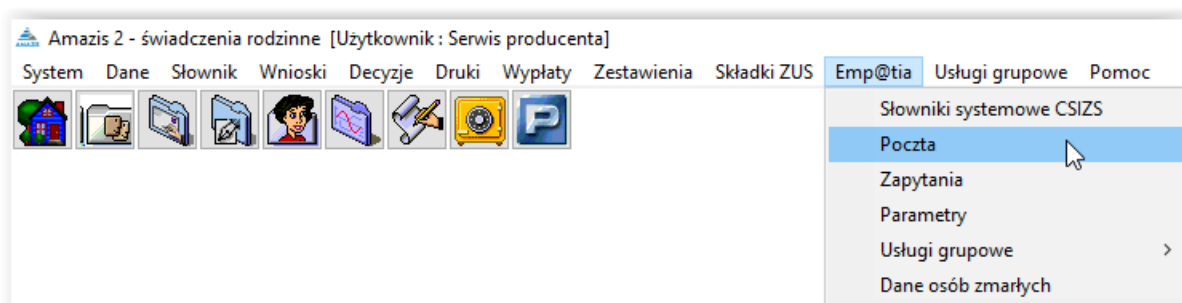 Amazis 2 - świadczenia rodzinne [Użytkownik : Serwis producenta]
System Dane Słownik Wnioski Decyzje Druki Wypłaty Zestawienia Składki ZUS Emp@tia Usługi grupowe Pomoc
Słowniki systemowe CSIZS
Poczta
Zapytania
Parametry
Usługi grupowe
Dane osób zmarłych